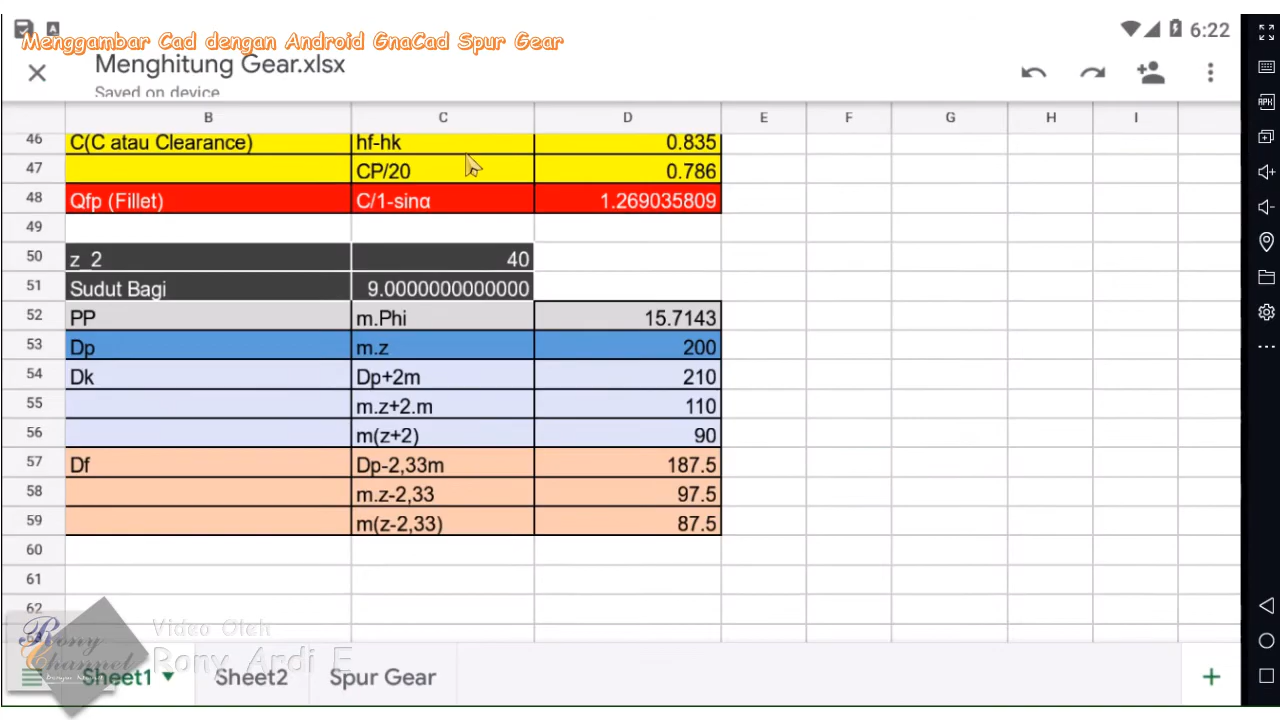 Menggambar Cad dengan Android GnaCad Spur Gear
6:22
Menghitung Gear.xlsx
Saved on device
B C D E F G H I
46 C(C atau Clearance) hf-hk 0.835
47 CP/20 0.786
48 Qfp (Fillet) C/1-sinα 1.269035809
49
50 z_2 40
51 Sudut Bagi 9.0000000000000
52 PP m.Phi 15.7143
53 Dp m.z 200
54 Dk Dp+2m 210
55 m.z+2.m 110
56 m(z+2) 90
57 Df Dp-2,33m 187.5
58 m.z-2,33 97.5
59 m(z-2,33) 87.5
60
61
62
Rony Channel
Video Oleh
Rony Ardi E
Sheet1 Sheet2 Spur Gear